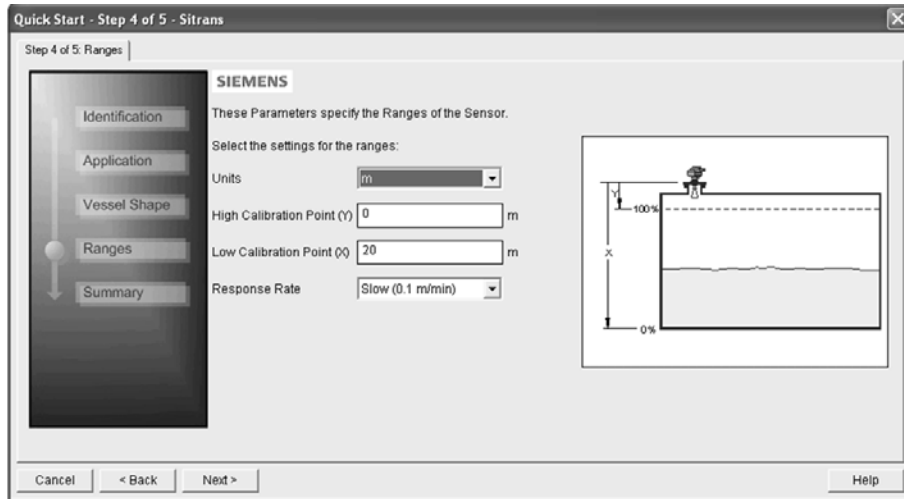 Quick Start - Step 4 of 5 - Sitrans
Step 4 of 5: Ranges
SIEMENS
Identification
Application
Vessel Shape
Ranges
Summary
These Parameters specify the Ranges of the Sensor.
Select the settings for the ranges:
Units m
High Calibration Point (Y) 0 m
Low Calibration Point (X) 20 m
Response Rate Slow (0.1 m/min)
Y
100%
X
0%
Cancel < Back Next > Help